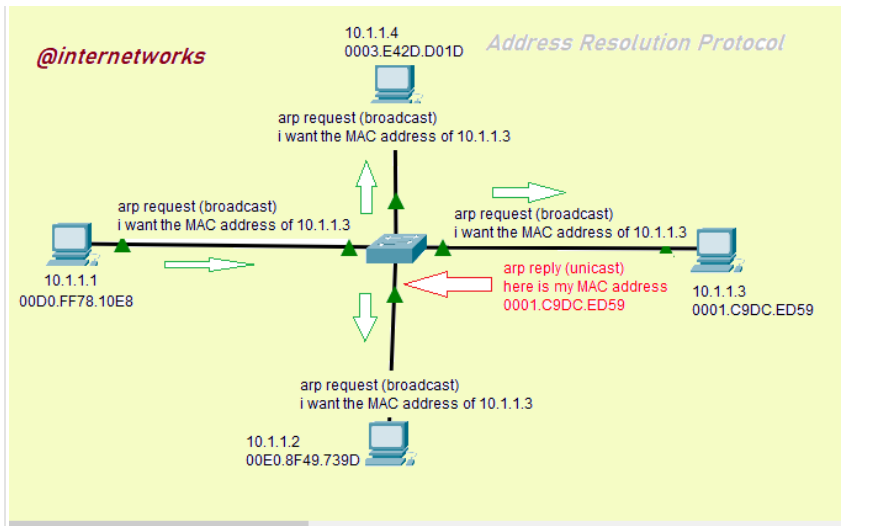 @internetworks
10.1.1.4
0003.E42D.D01D
Address Resolution Protocol
arp request (broadcast)
i want the MAC address of 10.1.1.3
arp request (broadcast)
i want the MAC address of 10.1.1.3
arp request (broadcast)
i want the MAC address of 10.1.1.3
10.1.1.1
00D0.FF78.10E8
arp reply (unicast)
here is my MAC address
0001.C9DC.ED59
10.1.1.3
0001.C9DC.ED59
arp request (broadcast)
i want the MAC address of 10.1.1.3
10.1.1.2
00E0.8F49.739D